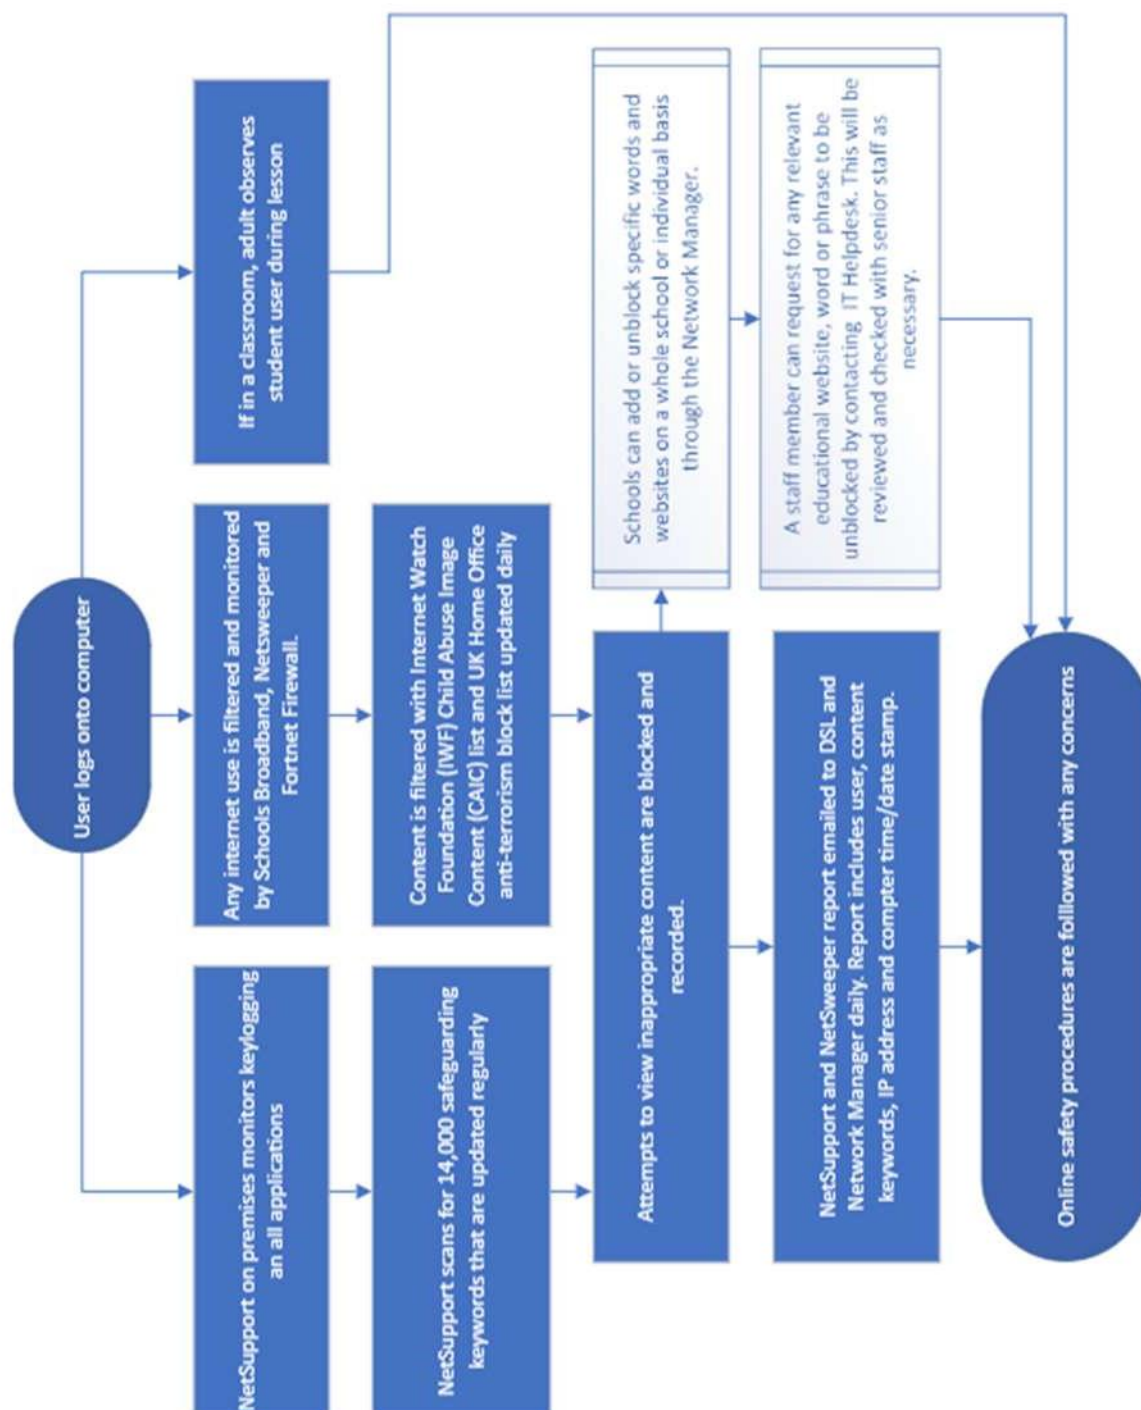 User logs onto computer
NetSupport on premises monitors keylogging
an all applications
Any internet use is filtered and monitored
by Schools Broadband, Netsweeper and
Fortnet Firewall.
If in a classroom, adult observes
student user during lesson
NetSupport scans for 14,000 safeguarding
keywords that are updated regularly
Content is filtered with Internet Watch
Foundation (IWF) Child Abuse Image
Content (CAIC) list and UK Home Office
anti-terrorism block list updated daily
Attempts to view inappropriate content are blocked and
recorded.
Schools can add or unblock specific words and
websites on a whole school or individual basis
through the Network Manager.
NetSupport and NetSweeper report emailed to DSL and
Network Manager daily. Report includes user, content
keywords, IP address and compter time/date stamp.
A staff member can request for any relevant
educational website, word or phrase to be
unblocked by contacting IT Helpdesk. This will be
reviewed and checked with senior staff as
necessary.
Online safety procedures are folllowed with any concerns